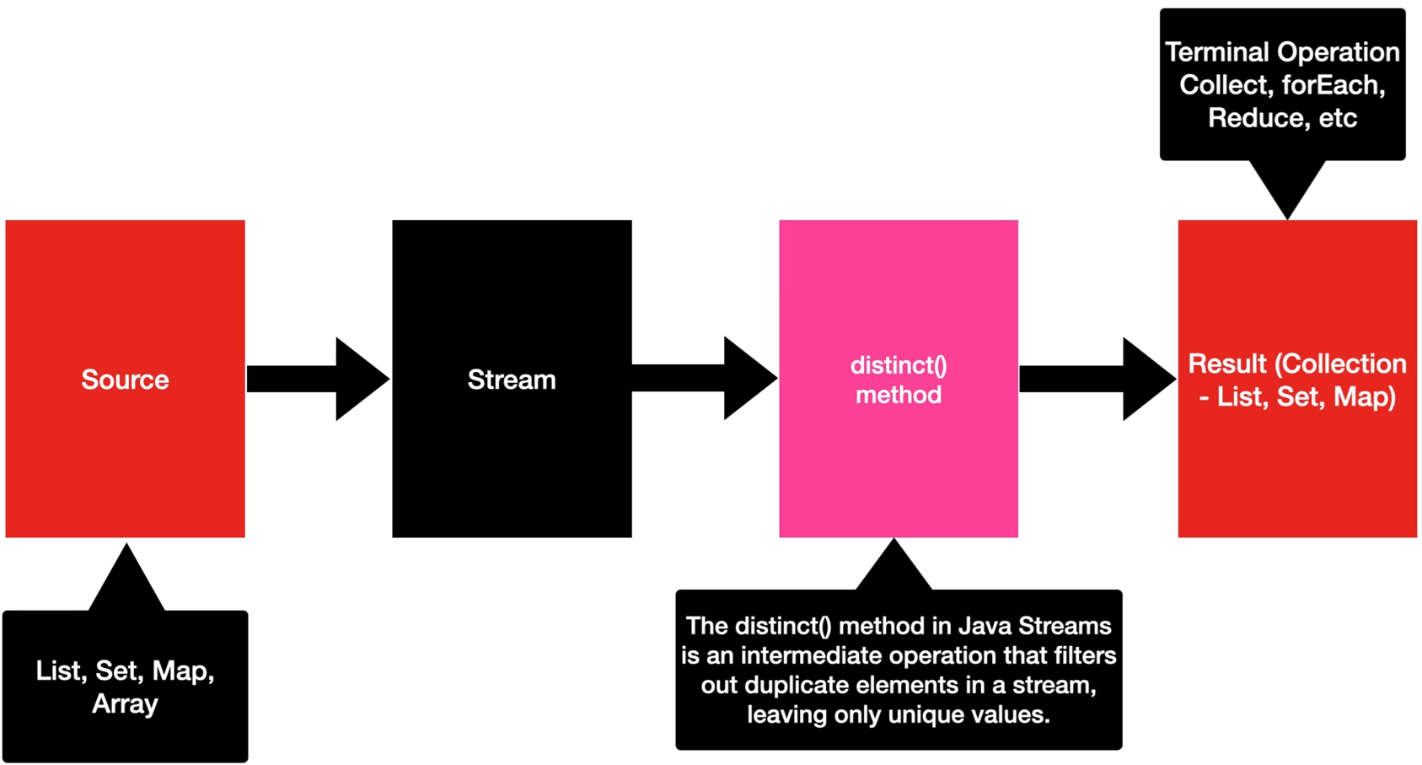 Terminal Operation
Collect, forEach,
Reduce, etc
Source
Stream
distinct()
method
Result (Collection
- List, Set, Map)
List, Set, Map,
Array
The distinct() method in Java Streams
is an intermediate operation that filters
out duplicate elements in a stream,
leaving only unique values.